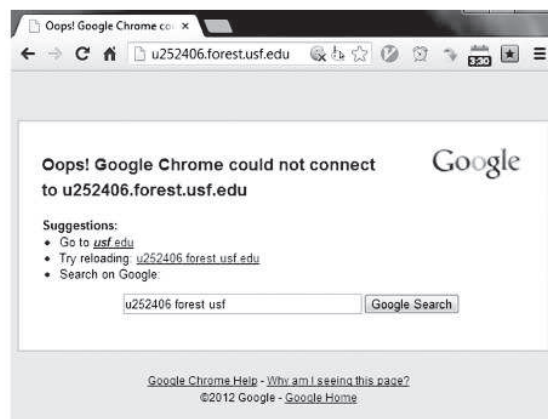 Oops! Google Chrome co
u252406.forest.usf.edu
3:30
Google
Oops! Google Chrome could not connect
to u252406.forest.usf.edu
Suggestions:
• Go to usf.edu
• Try reloading: u252406.forest.usf.edu
• Search on Google:
u252406 forest usf
Google Search
Google Chrome Help - Why am I seeing this page?
©2012 Google - Google Home